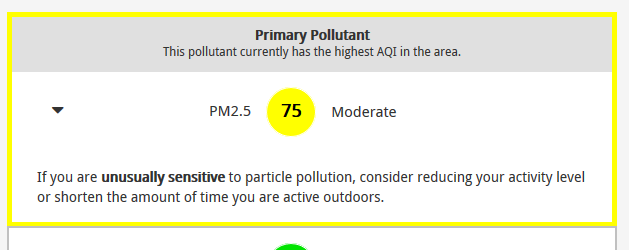 Primary Pollutant
This pollutant currently has the highest AQI in the area.
PM2.5 75 Moderate
If you are unusually sensitive to particle pollution, consider reducing your activity level
or shorten the amount of time you are active outdoors.